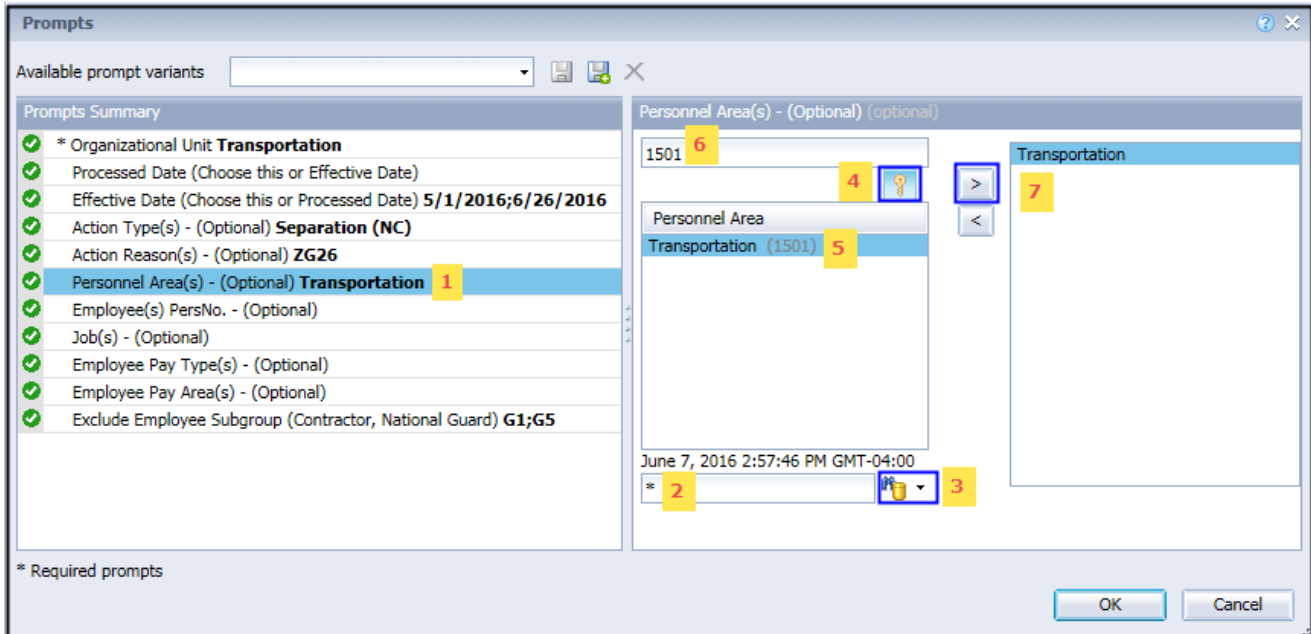 Prompts
Available prompt variants
Prompts Summary
* Organizational Unit Transportation
Processed Date (Choose this or Effective Date)
Effective Date (Choose this or Processed Date) 5/1/2016;6/26/2016
Action Type(s) - (Optional) Separation (NC)
Action Reason(s) - (Optional) ZG26
Personnel Area(s) - (Optional) Transportation 1
Employee(s) PersNo. - (Optional)
Job(s) - (Optional)
Employee Pay Type(s) - (Optional)
Employee Pay Area(s) - (Optional)
Exclude Employee Subgroup (Contractor, National Guard) G1;G5
Personnel Area(s) - (Optional) (optional)
1501 6
4
Personnel Area
Transportation (1501) 5
June 7, 2016 2:57:46 PM GMT-04:00
* 2
3
>
<
Transportation
7
* Required prompts
OK
Cancel